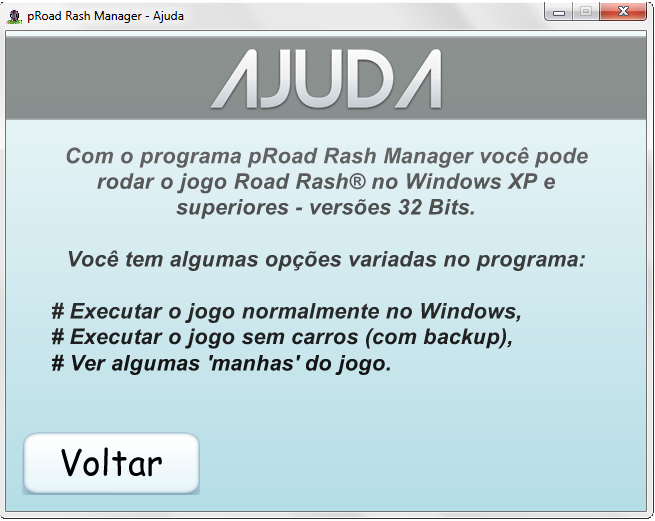 pRoad Rash Manager - Ajuda
AJUDA
Com o programa pRoad Rash Manager você pode
rodar o jogo Road Rash® no Windows XP e
superiores - versões 32 Bits.
Você tem algumas opções variadas no programa:
# Executar o jogo normalmente no Windows,
# Executar o jogo sem carros (com backup),
# Ver algumas 'manhas' do jogo.
Voltar